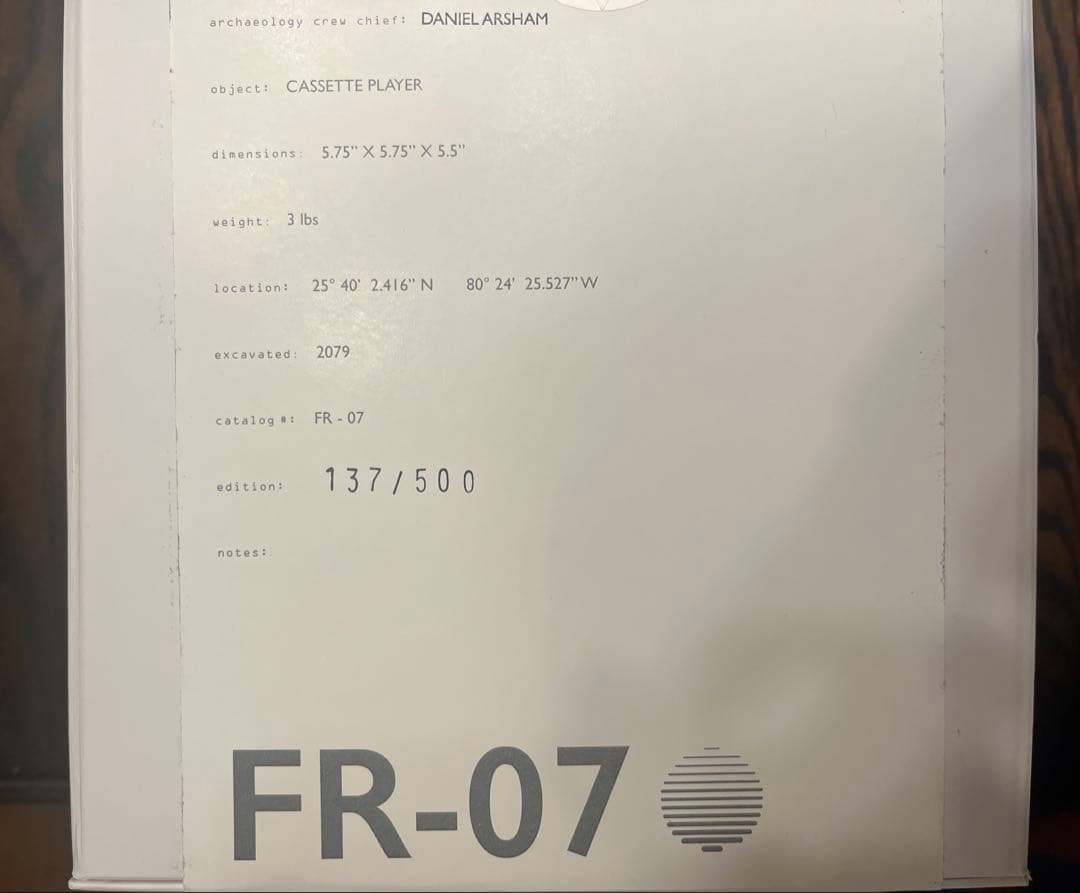 archaeology crew chief: DANIEL ARSHAM
object: CASSETTE PLAYER
dimensions: 5.75" X 5.75" X 5.5"
weight: 3 lbs
location: 25° 40' 2.416" N 80° 24' 25.527" W
excavated: 2079
catalog #: FR - 07
edition: 137/500
notes:
FR-07